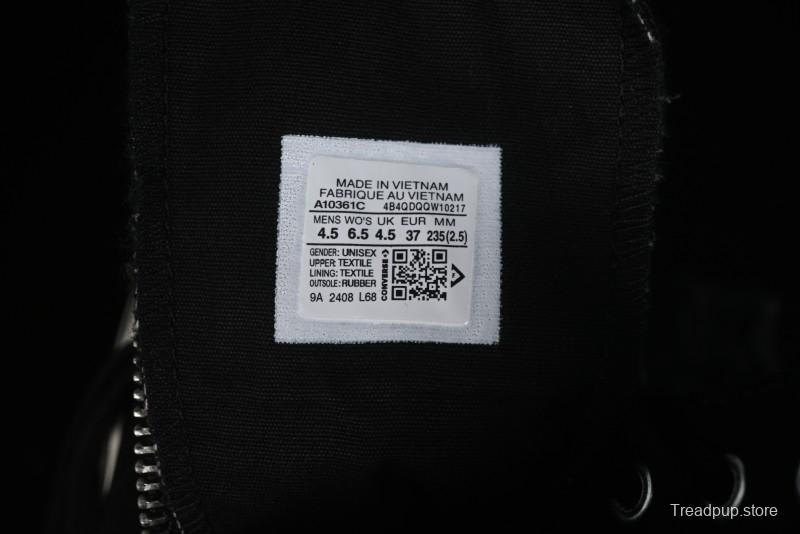 MADE IN VIETNAM
FABRIQUE AU VIETNAM
A10361C 4B4QDQQW10217
MENS WO'S UK EUR MM
4.5 6.5 4.5 37 235(2.5)
GENDER: UNISEX
UPPER: TEXTILE
LINING: TEXTILE
OUTSOLE: RUBBER
CONVERSE
9A 2408 L68
Treadpup.store